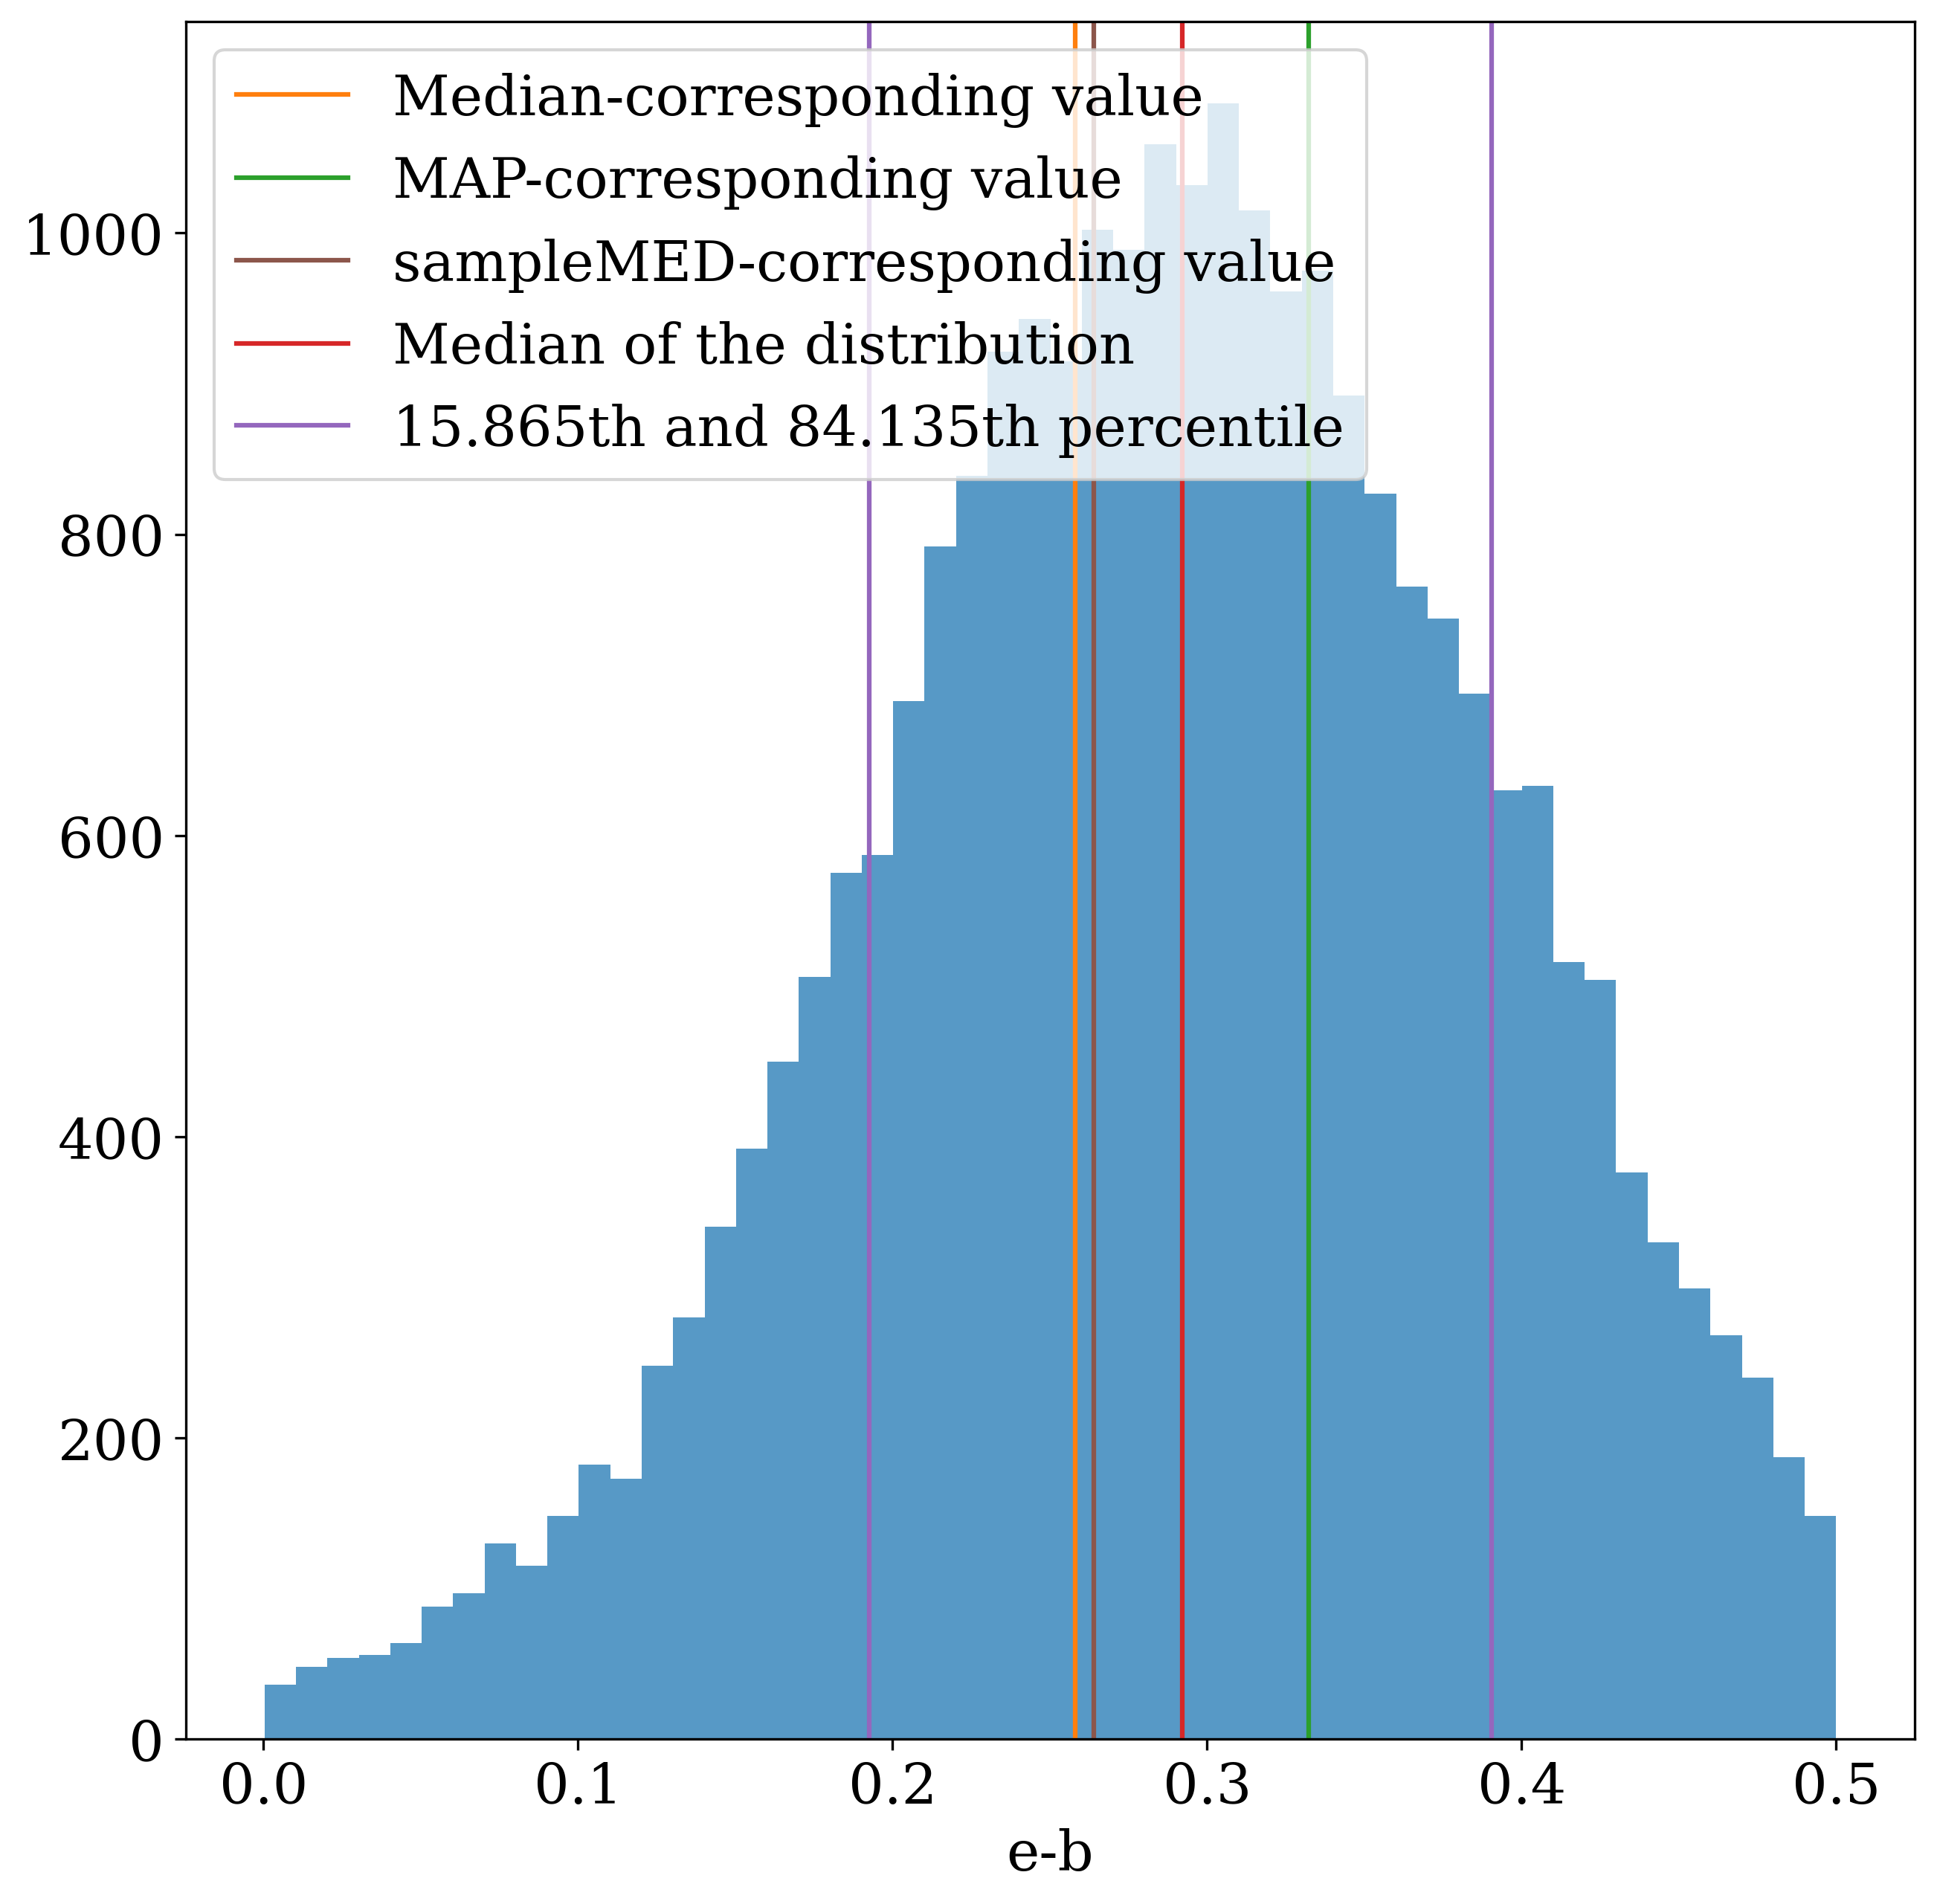 Median-corresponding value
MAP-corresponding value
sampleMED-corresponding value
Median of the distribution
15.865th and 84.135th percentile
1000
800
600
400
200
0
0.0 0.1 0.2 0.3 0.4 0.5
e-b